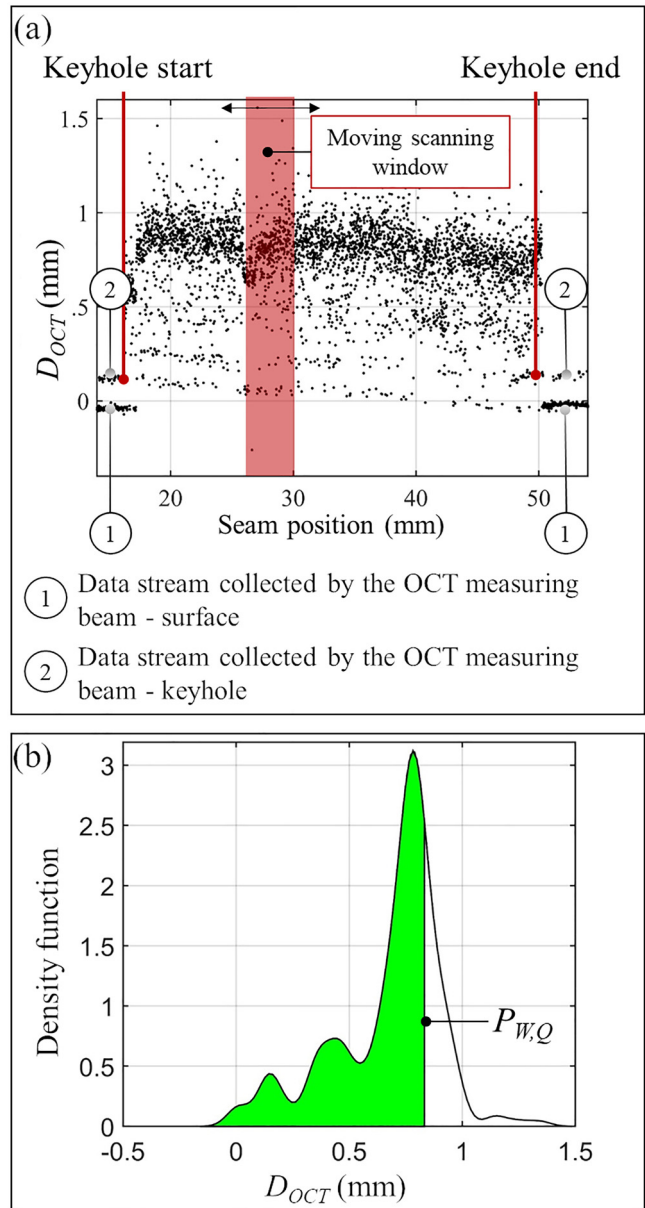 (a)
Keyhole start
Keyhole end
Moving scanning
window
1.5
1
.5
0
D_OCT (mm)
2
2
20
30
40
50
Seam position (mm)
1
1
1 Data stream collected by the OCT measuring
beam - surface
2 Data stream collected by the OCT measuring
beam - keyhole
(b)
3
2.5
2
1.5
1
0.5
0
Density function
P_W,Q
-0.5
0
0.5
1
1.5
D_OCT (mm)